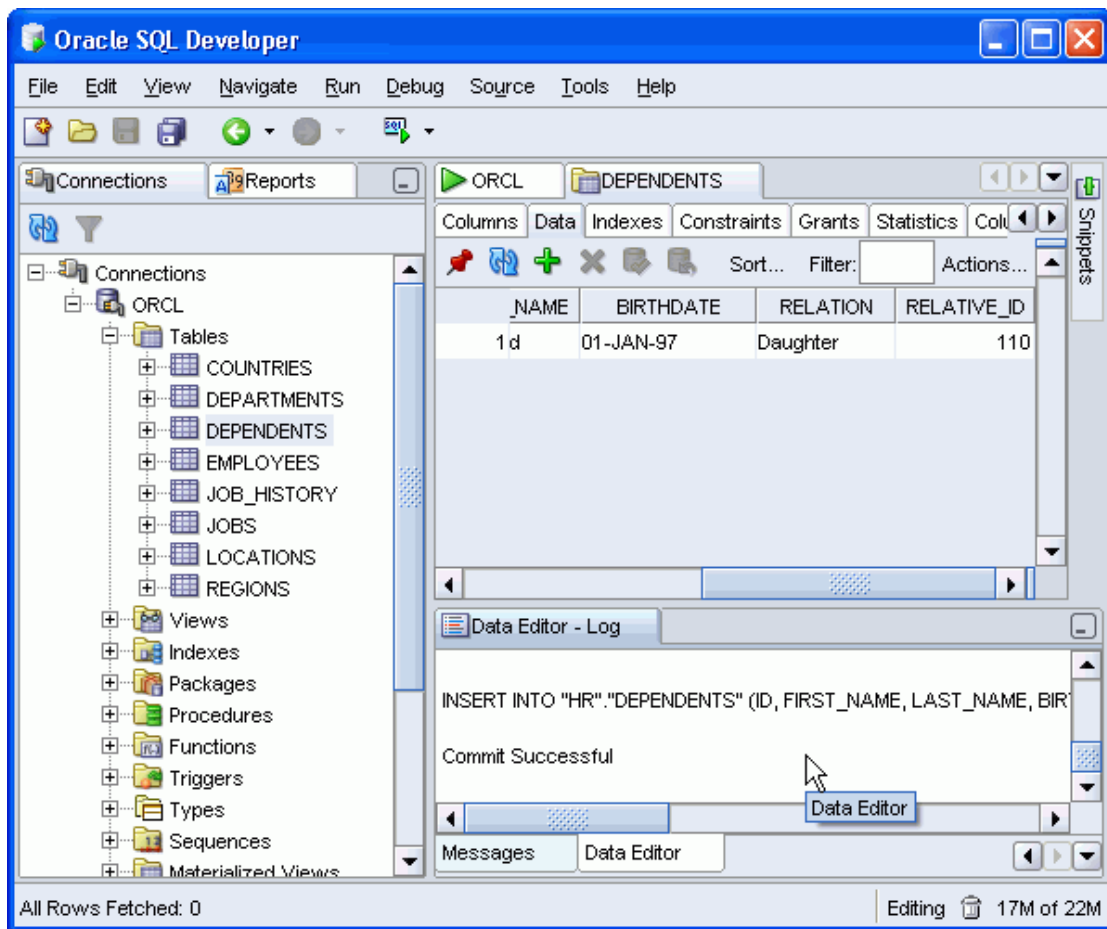 Oracle SQL Developer
File Edit View Navigate Run Debug Source Tools Help
Connections Reports
Connections
ORCL
Tables
COUNTRIES
DEPARTMENTS
DEPENDENTS
EMPLOYEES
JOB_HISTORY
JOBS
LOCATIONS
REGIONS
Views
Indexes
Packages
Procedures
Functions
Triggers
Types
Sequences
Materialized Views
ORCL DEPENDENTS
Columns Data Indexes Constraints Grants Statistics Colu
Sort... Filter: Actions...
_NAME BIRTHDATE RELATION RELATIVE_ID
1 d 01-JAN-97 Daughter 110
Snippets
Data Editor - Log
INSERT INTO "HR"."DEPENDENTS" (ID, FIRST_NAME, LAST_NAME, BIRT
Commit Successful
Data Editor
Messages Data Editor
All Rows Fetched: 0 Editing 17M of 22M